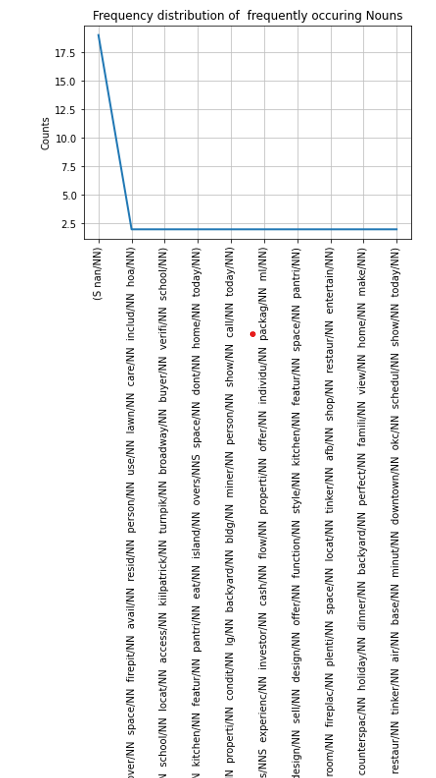 Frequency distribution of  frequently occuring Nouns
17.5
15.0
12.5
10.0
7.5
5.0
2.5
Counts
(S nan/NN)
over/NN space/NN firepit/NN avail/NN resid/NN person/NN use/NN lawn/NN care/NN includ/NN hoa/NN)
N school/NN locat/NN access/NN kiilpatrick/NN turnpik/NN broadway/NN buyer/NN verifi/NN school/NN)
N kitchen/NN featur/NN pantri/NN eat/NN island/NN overs/NNS space/NN dont/NN home/NN today/NN)
N properti/NN condit/NN lg/NN backyard/NN bldg/NN miner/NN person/NN show/NN call/NN today/NN)
s/NNS experienc/NN investor/NN cash/NN flow/NN properti/NN offer/NN individu/NN packag/NN ml/NN)
design/NN sell/NN design/NN offer/NN function/NN style/NN kitchen/NN featur/NN space/NN pantri/NN)
room/NN fireplac/NN plenti/NN space/NN locat/NN tinker/NN afb/NN shop/NN restaur/NN entertain/NN)
counterspac/NN holiday/NN dinner/NN backyard/NN perfect/NN famili/NN view/NN home/NN make/NN)
restaur/NN tinker/NN air/NN base/NN minut/NN downtown/NN okc/NN schedul/NN show/NN today/NN)